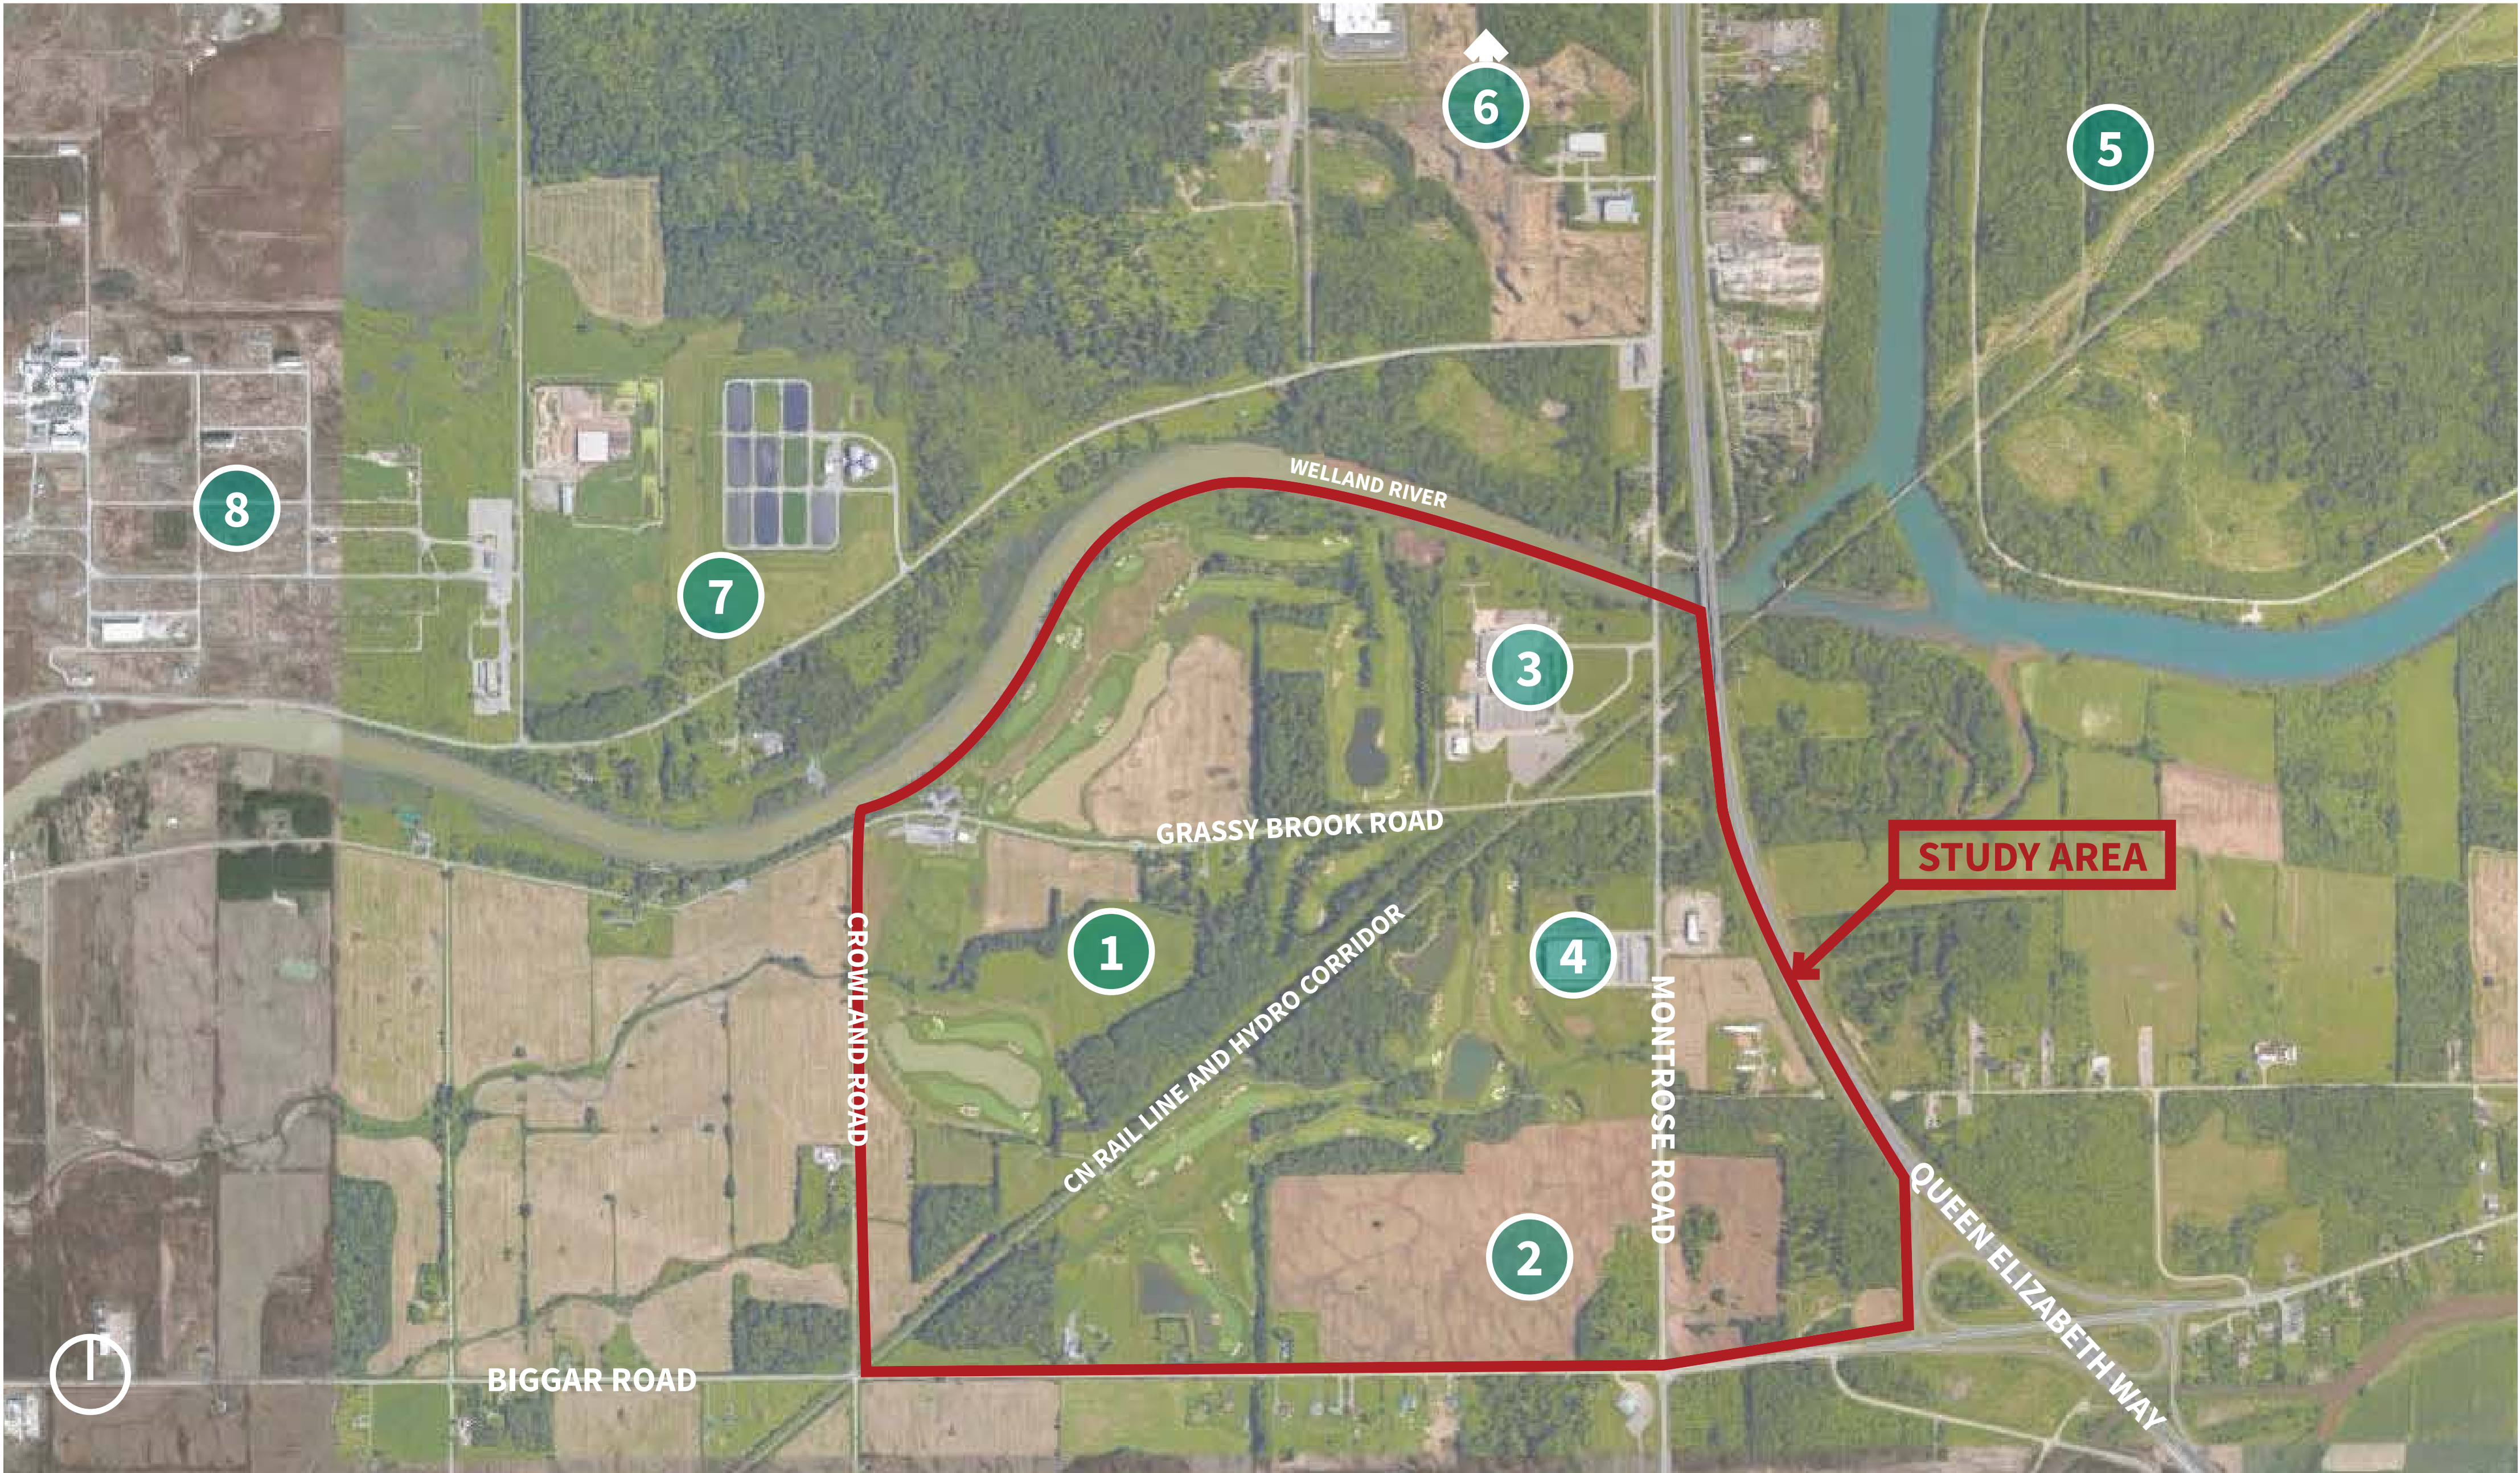 6
5
WELLAND RIVER
8
7
3
GRASSY BROOK ROAD
STUDY AREA
1
4
CROWLAND ROAD
CN RAIL LINE AND HYDRO CORRIDOR
MONTROSE ROAD
2
QUEEN ELIZABETH WAY
BIGGAR ROAD